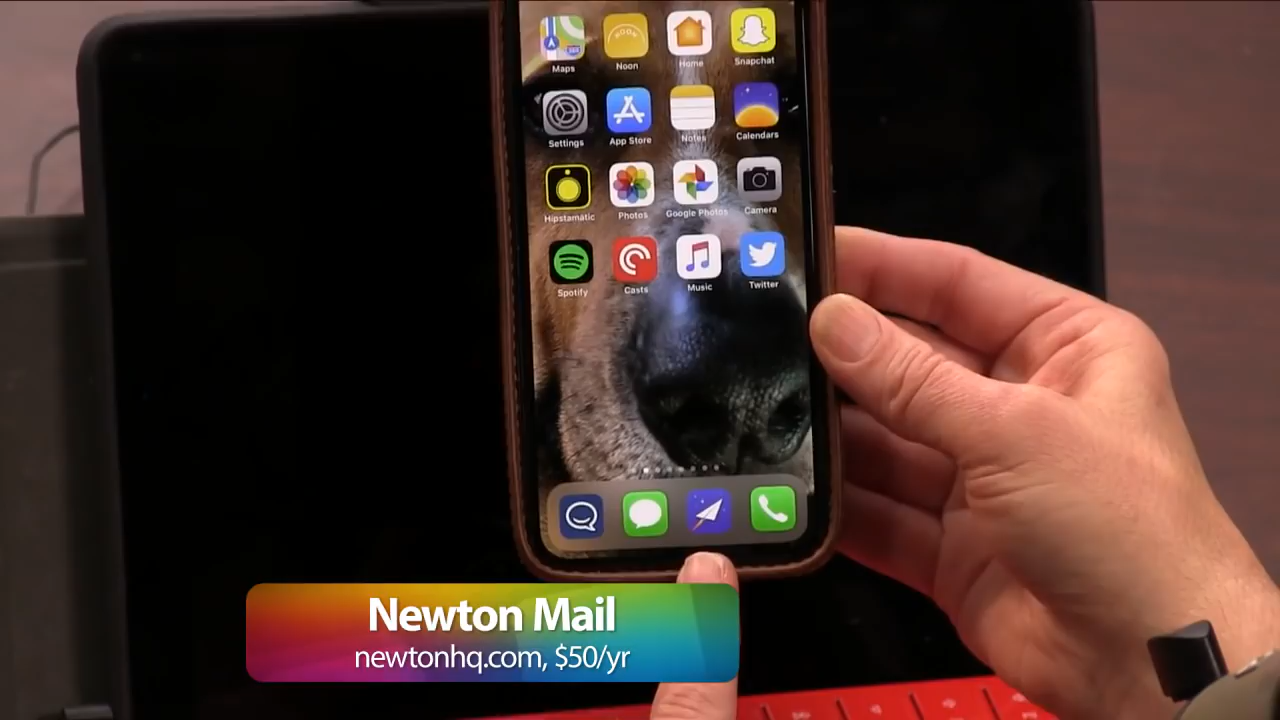 Maps
Noon
Home
Snapchat
Settings
App Store
Notes
Calendars
Hipstamatic
Photos
Google Photos
Camera
Spotify
Casts
Music
Twitter
Newton Mail
newtonhq.com, $50/yr